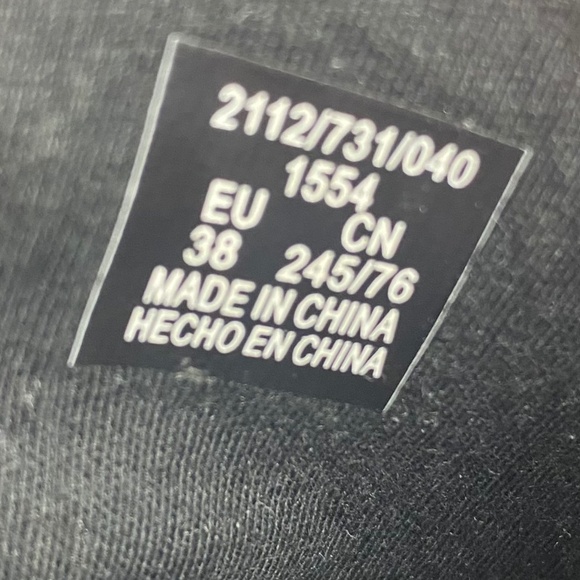 2112/731/040
1554
EU CN
38 245/76
MADE IN CHINA
HECHO EN CHINA